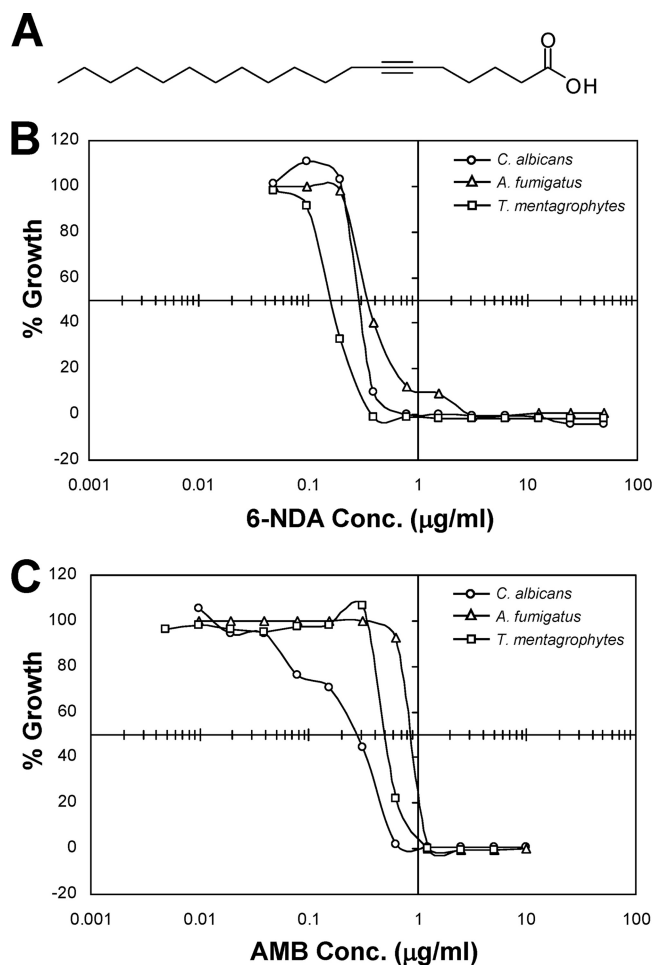 A
O
OH
B
120
100
80
60
40
20
0
-20
% Growth
C. albicans
A. fumigatus
T. mentagrophytes
0.001 0.01 0.1 1 10 100
6-NDA Conc. (µg/ml)
C
120
100
80
60
40
20
0
-20
% Growth
C. albicans
A. fumigatus
T. mentagrophytes
0.001 0.01 0.1 1 10 100
AMB Conc. (µg/ml)